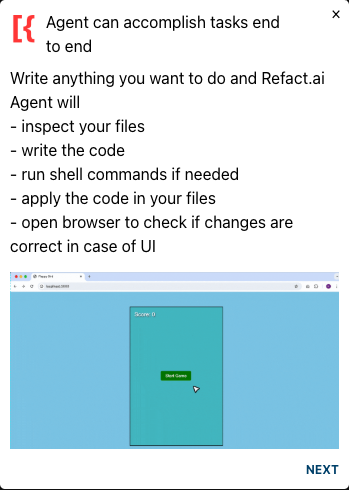 [{ Agent can accomplish tasks end
to end
×
Write anything you want to do and Refact.ai
Agent will
- inspect your files
- write the code
- run shell commands if needed
- apply the code in your files
- open browser to check if changes are
correct in case of UI
Flappy Bird
Score: 0
Start Game
NEXT